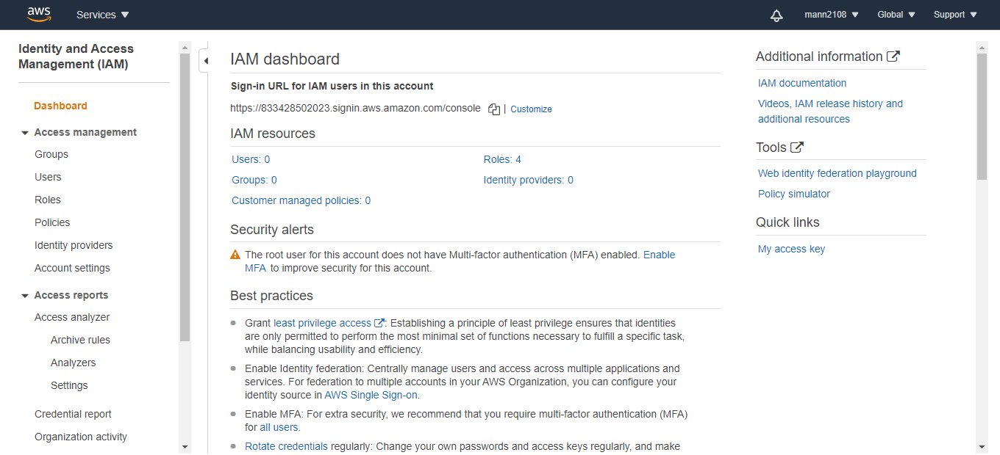 aws
Services
mann2108
Global
Support
Identity and Access
Management (IAM)
Dashboard
Access management
Groups
Users
Roles
Policies
Identity providers
Account settings
Access reports
Access analyzer
Archive rules
Analyzers
Settings
Credential report
Organization activity
IAM dashboard
Sign-in URL for IAM users in this account
https://833428502023.signin.aws.amazon.com/console | Customize
IAM resources
Users: 0
Roles: 4
Groups: 0
Identity providers: 0
Customer managed policies: 0
Security alerts
The root user for this account does not have Multi-factor authentication (MFA) enabled. Enable
MFA to improve security for this account.
Best practices
Grant least privilege access : Establishing a principle of least privilege ensures that identities
are only permitted to perform the most minimal set of functions necessary to fulfill a specific task,
while balancing usability and efficiency.
Enable Identity federation: Centrally manage users and access across multiple applications and
services. For federation to multiple accounts in your AWS Organization, you can configure your
identity source in AWS Single Sign-on.
Enable MFA: For extra security, we recommend that you require multi-factor authentication (MFA)
for all users.
Rotate credentials regularly: Change your own passwords and access keys regularly, and make
Additional information
IAM documentation
Videos, IAM release history and
additional resources
Tools
Web identity federation playground
Policy simulator
Quick links
My access key